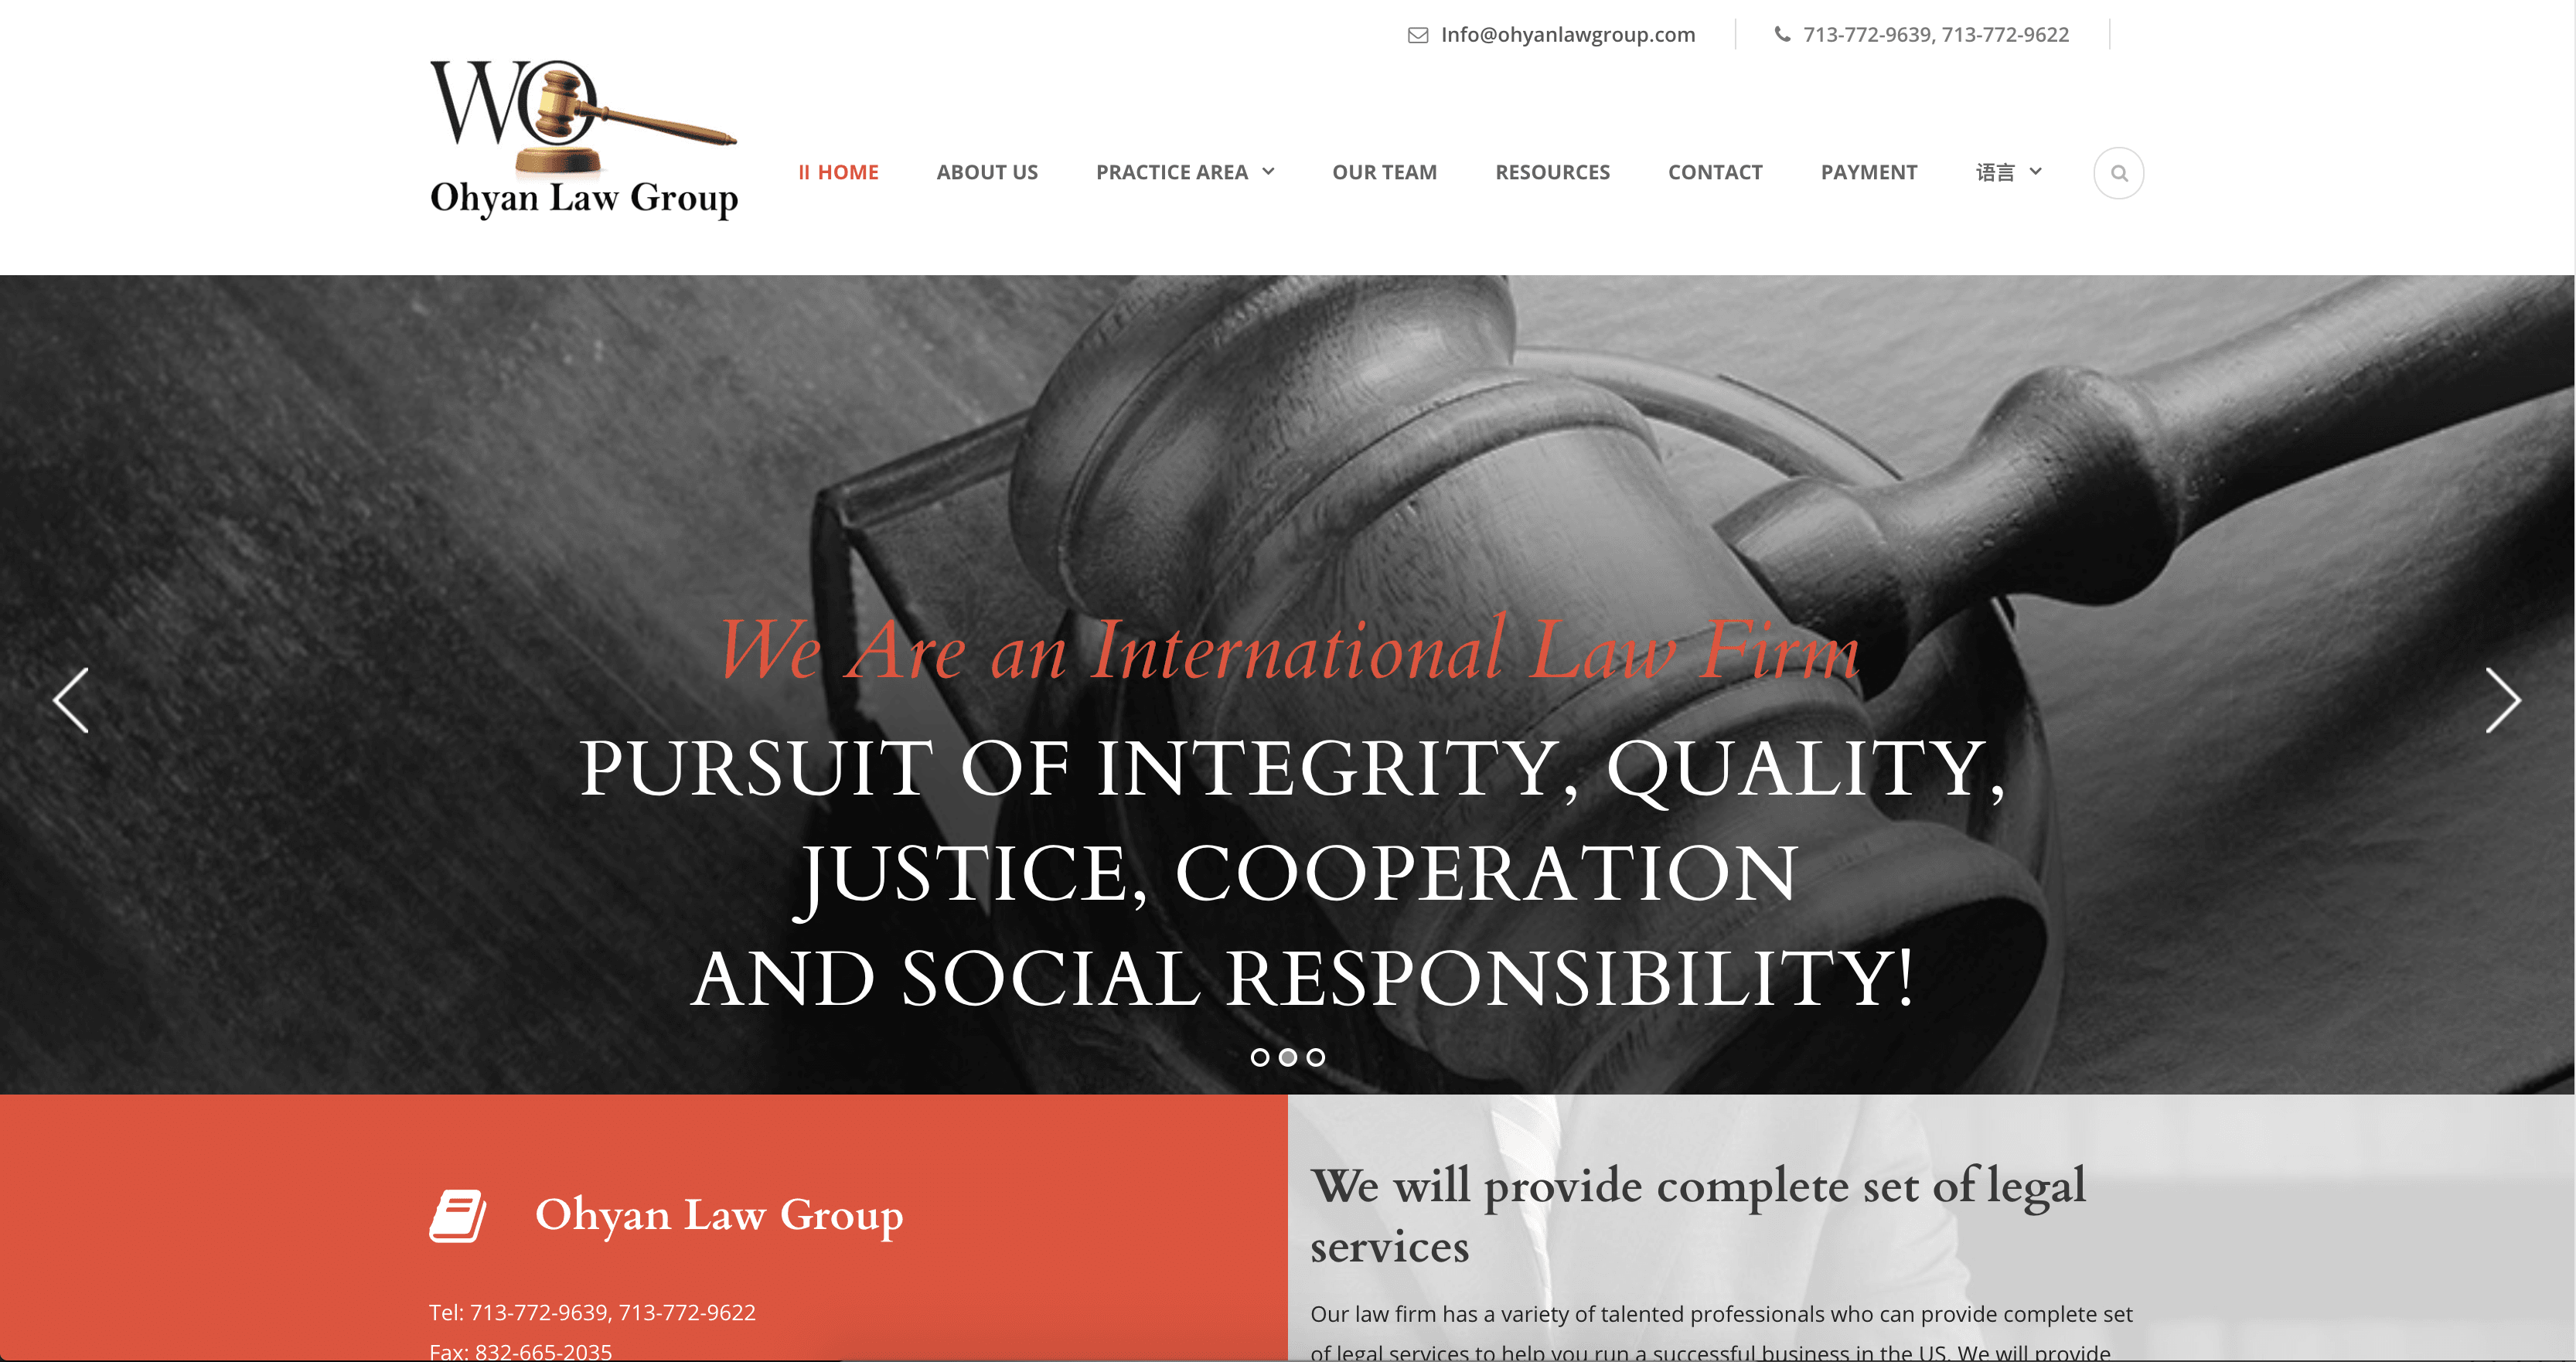 Info@ohyanlawgroup.com
713-772-9639, 713-772-9622
WO
Ohyan Law Group
HOME
ABOUT US
PRACTICE AREA
OUR TEAM
RESOURCES
CONTACT
PAYMENT
语言
We Are an International Law Firm
PURSUIT OF INTEGRITY, QUALITY,
JUSTICE, COOPERATION
AND SOCIAL RESPONSIBILITY!
Ohyan Law Group
Tel: 713-772-9639, 713-772-9622
Fax: 832-665-2035
We will provide complete set of legal
services
Our law firm has a variety of talented professionals who can provide complete set
of legal services to help you run a successful business in the US. We will provide